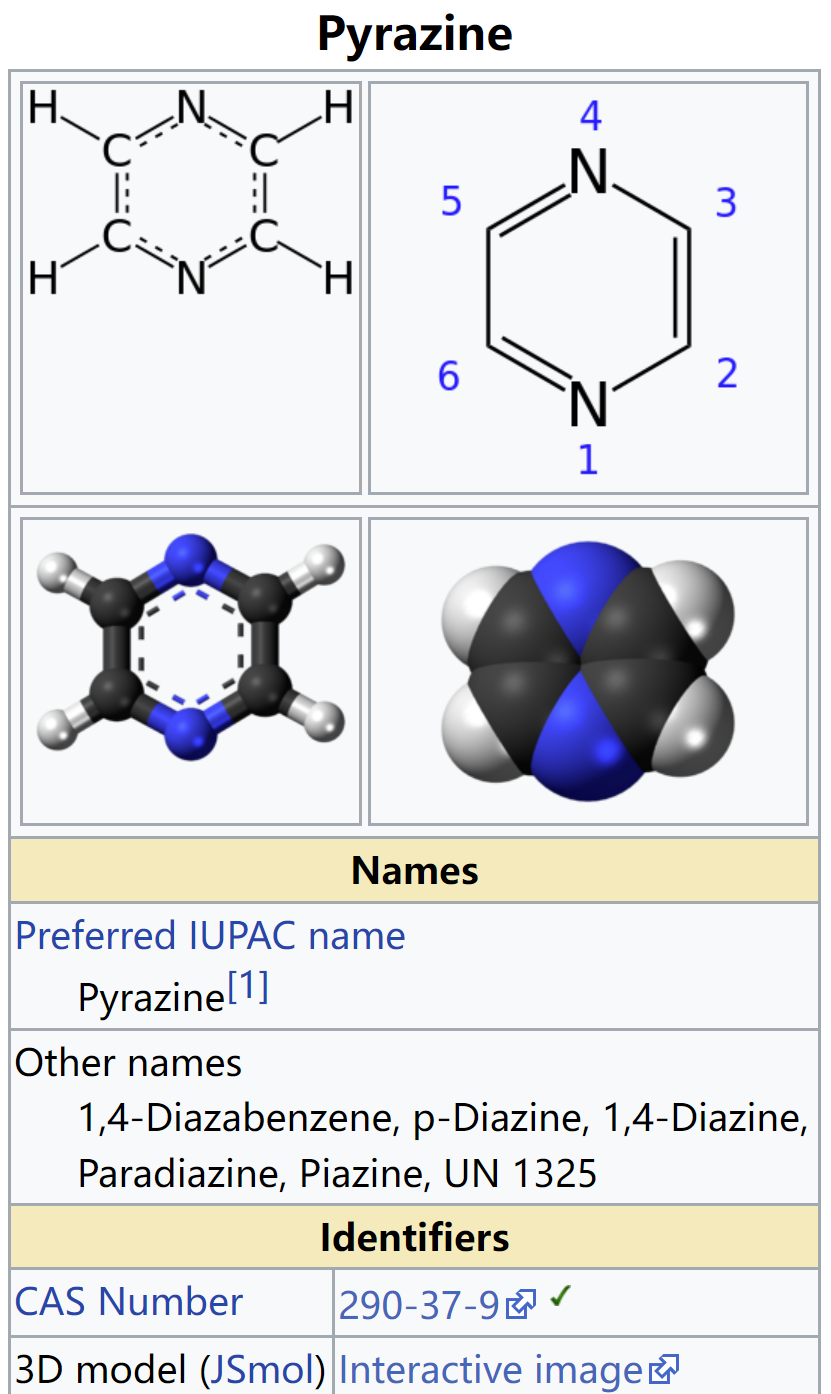 Pyrazine
H N H
C C
C C
H N H
4
N
5 3
6 2
N
1
Names
Preferred IUPAC name
Pyrazine[1]
Other names
1,4-Diazabenzene, p-Diazine, 1,4-Diazine,
Paradiazine, Piazine, UN 1325
Identifiers
CAS Number 290-37-9 ✓
3D model (JSmol) Interactive image